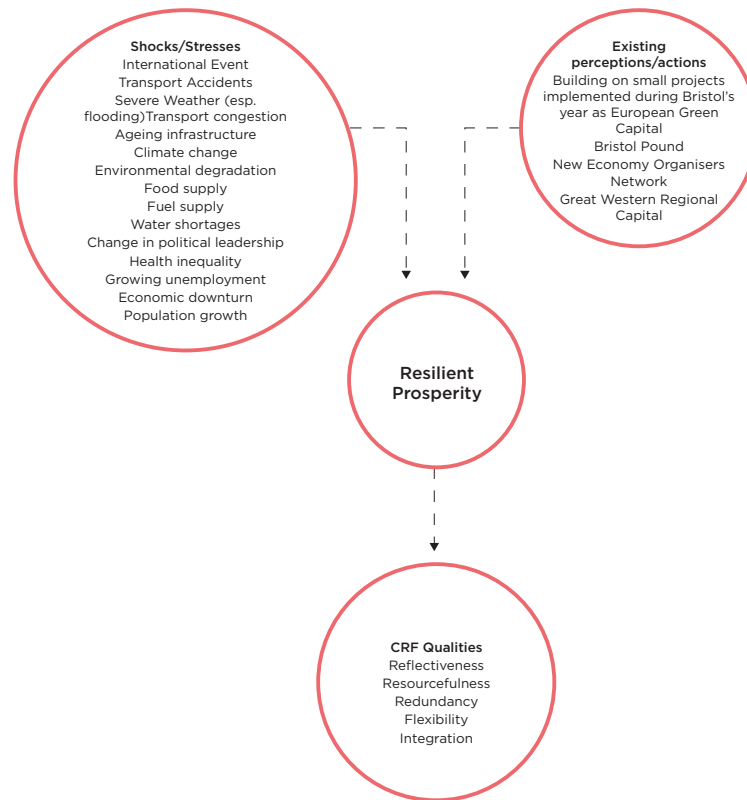 Shocks/Stresses
International Event
Transport Accidents
Severe Weather (esp.
flooding)Transport congestion
Ageing infrastructure
Climate change
Environmental degradation
Food supply
Fuel supply
Water shortages
Change in political leadership
Health inequality
Growing unemployment
Economic downturn
Population growth
Existing
perceptions/actions
Building on small projects
implemented during Bristol's
year as European Green
Capital
Bristol Pound
New Economy Organisers
Network
Great Western Regional
Capital
Resilient
Prosperity
CRF Qualities
Reflectiveness
Resourcefulness
Redundancy
Flexibility
Integration